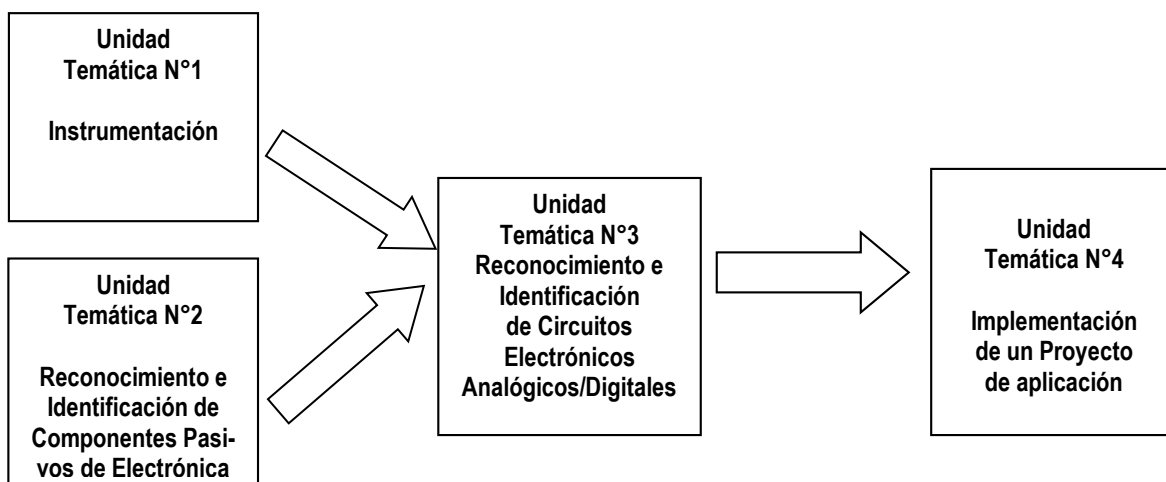 Unidad
Temática N°1
Instrumentación
Unidad
Temática N°2
Reconocimiento e
Identificación de
Componentes Pasi-
vos de Electrónica
Unidad
Temática N°3
Reconocimiento e
Identificación
de Circuitos
Electrónicos
Analógicos/Digitales
Unidad
Temática N°4
Implementación
de un Proyecto
de aplicación